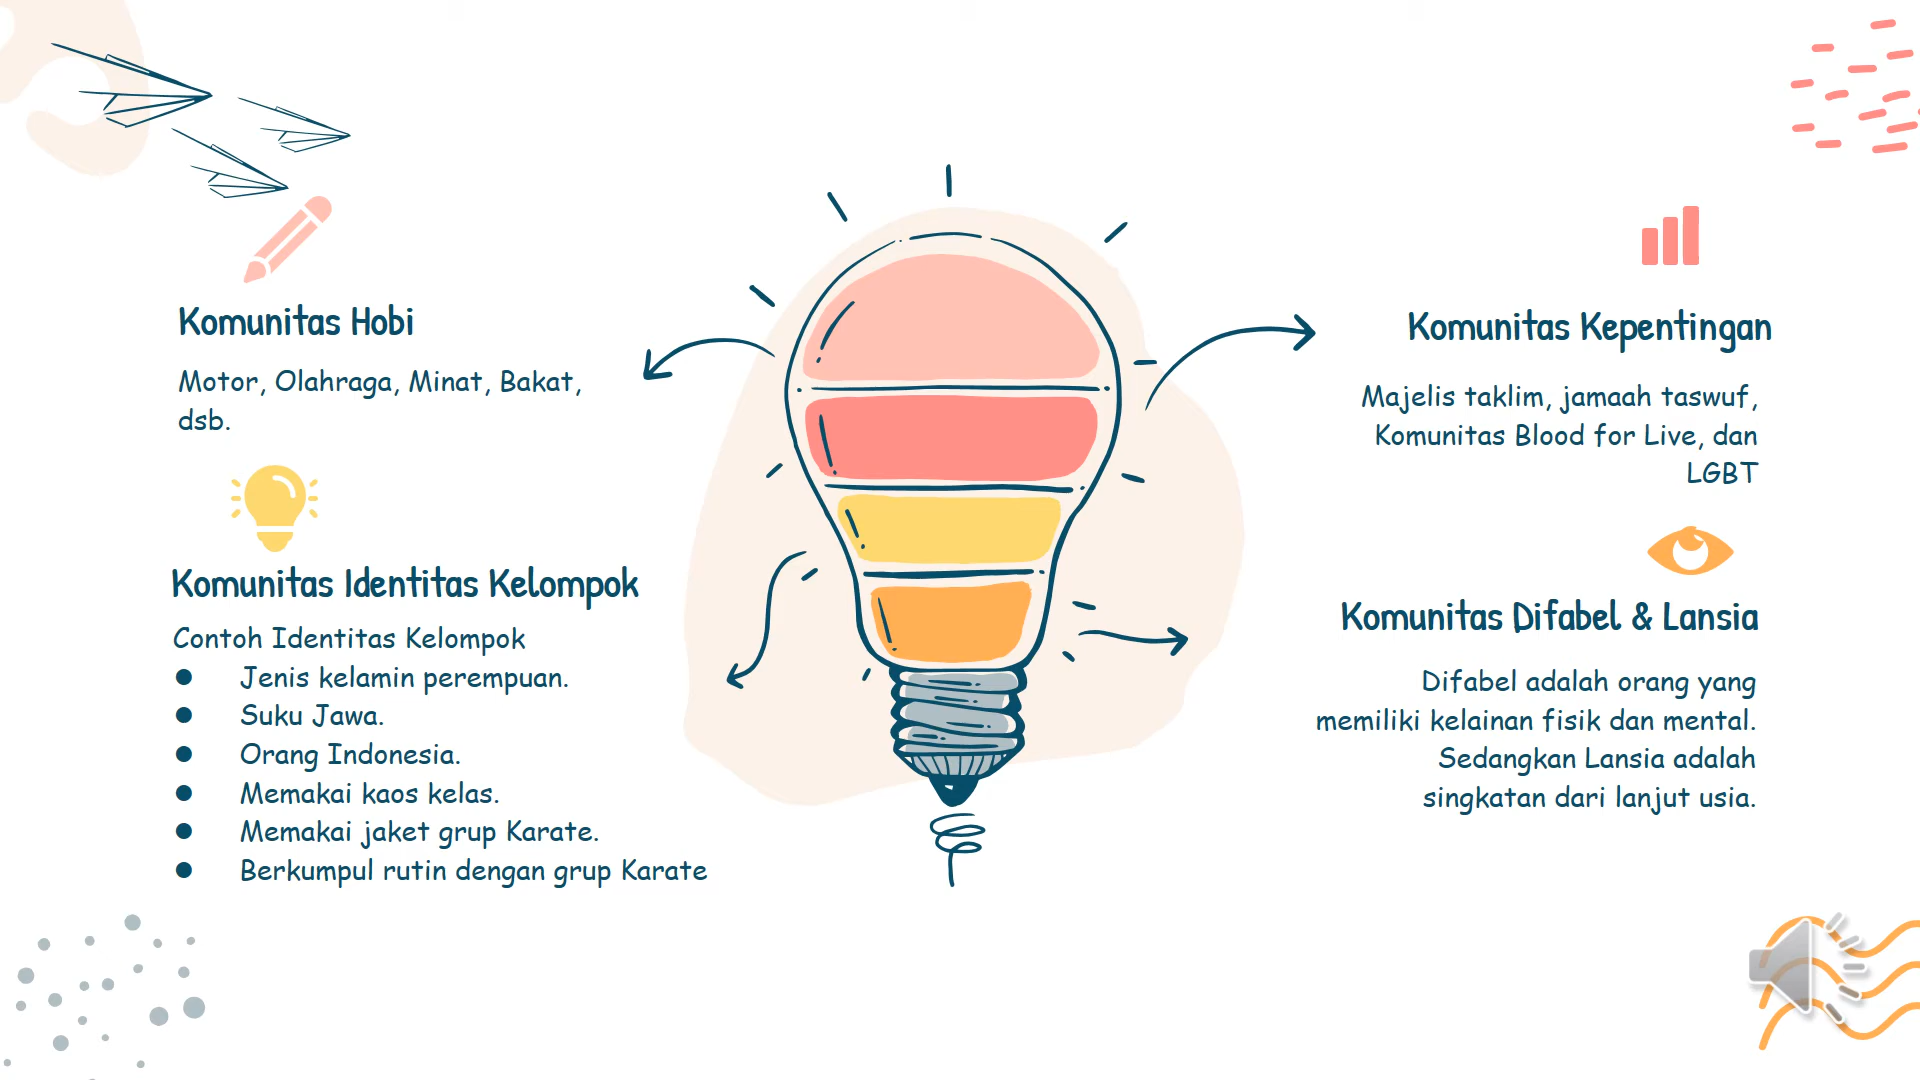 Komunitas Hobi
Motor, Olahraga, Minat, Bakat,
dsb.
Komunitas Identitas Kelompok
Contoh Identitas Kelompok
● Jenis kelamin perempuan.
● Suku Jawa.
● Orang Indonesia.
● Memakai kaos kelas.
● Memakai jaket grup Karate.
● Berkumpul rutin dengan grup Karate
Komunitas Kepentingan
Majelis taklim, jamaah taswuf,
Komunitas Blood for Live, dan
LGBT
Komunitas Difabel & Lansia
Difabel adalah orang yang
memiliki kelainan fisik dan mental.
Sedangkan Lansia adalah
singkatan dari lanjut usia.